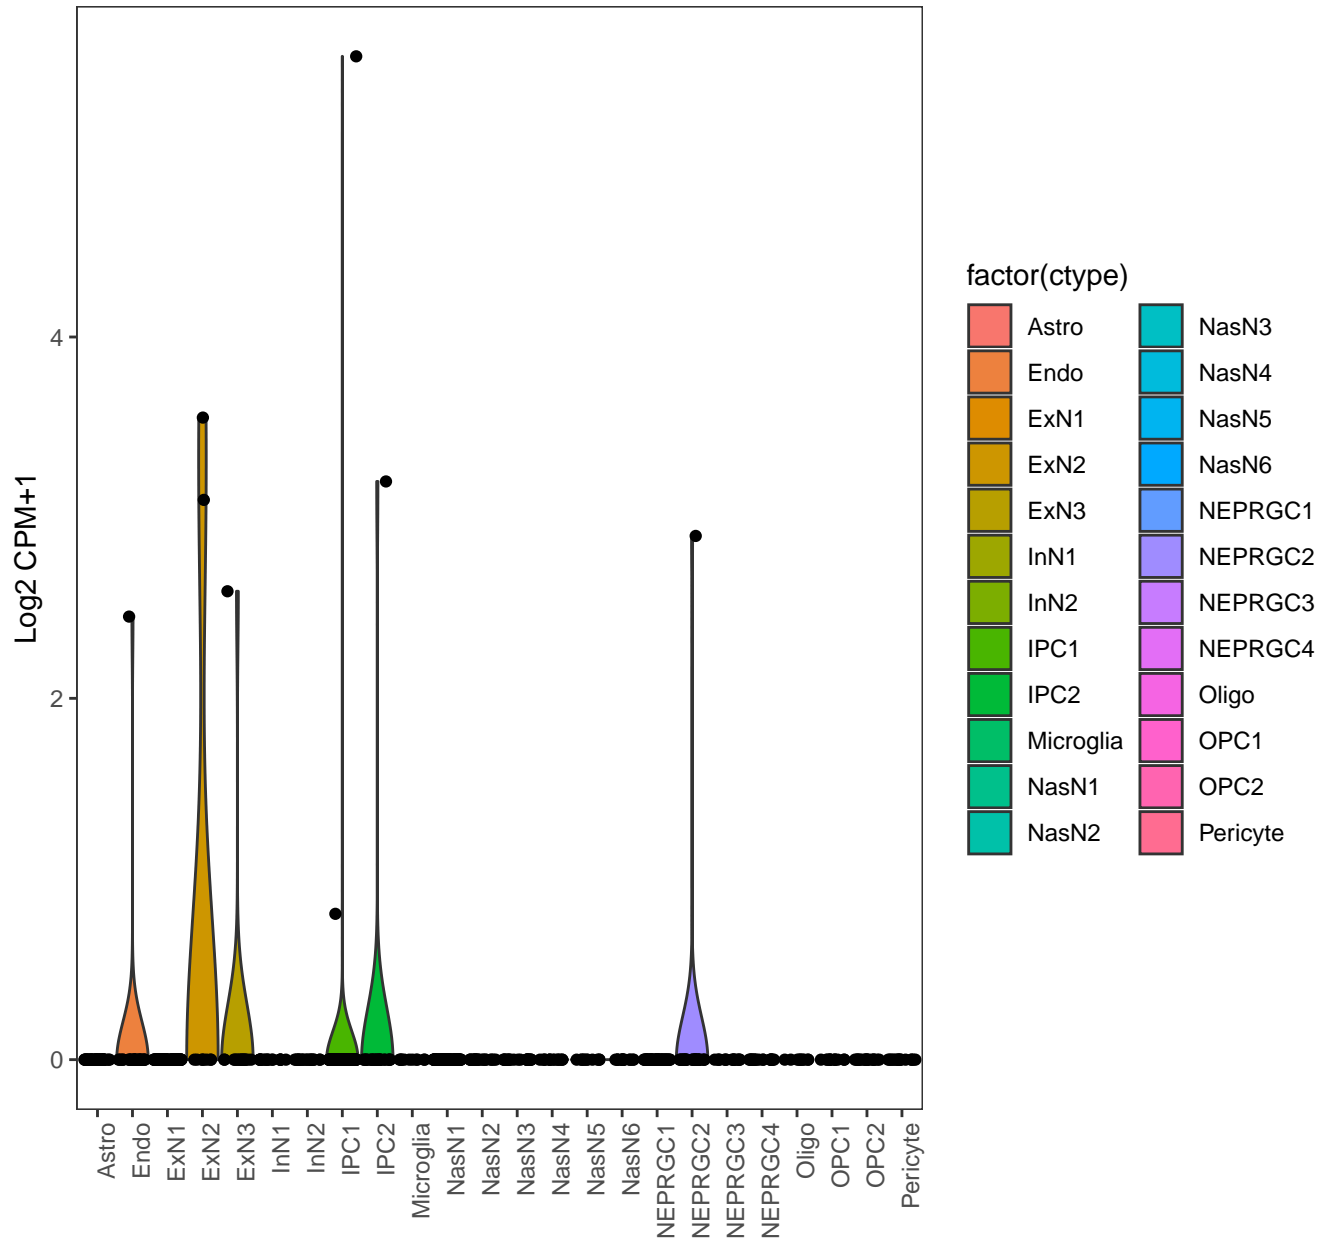 Log2 CPM+1
4
2
0
Astro
Endo
ExN1
ExN2
ExN3
InN1
InN2
IPC1
IPC2
Microglia
NasN1
NasN2
NasN3
NasN4
NasN5
NasN6
NEPRGC1
NEPRGC2
NEPRGC3
NEPRGC4
Oligo
OPC1
OPC2
Pericyte
factor(ctype)
Astro
Endo
ExN1
ExN2
ExN3
InN1
InN2
IPC1
IPC2
Microglia
NasN1
NasN2
NasN3
NasN4
NasN5
NasN6
NEPRGC1
NEPRGC2
NEPRGC3
NEPRGC4
Oligo
OPC1
OPC2
Pericyte